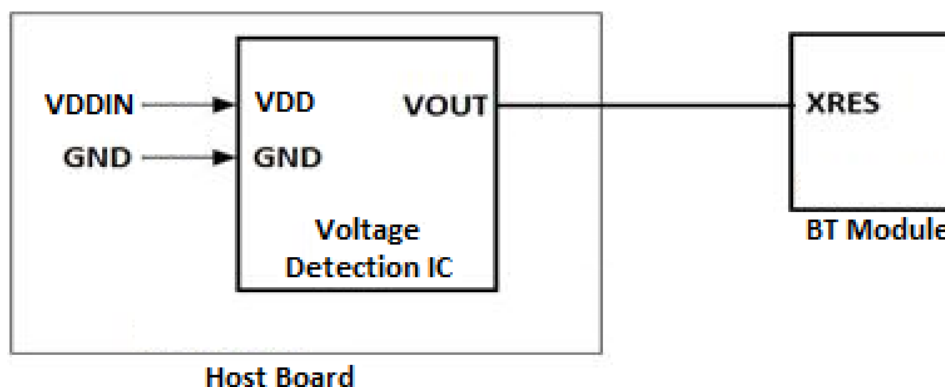 VDDIN
VDD
VOUT
XRES
GND
GND
Voltage
Detection IC
BT Module
Host Board